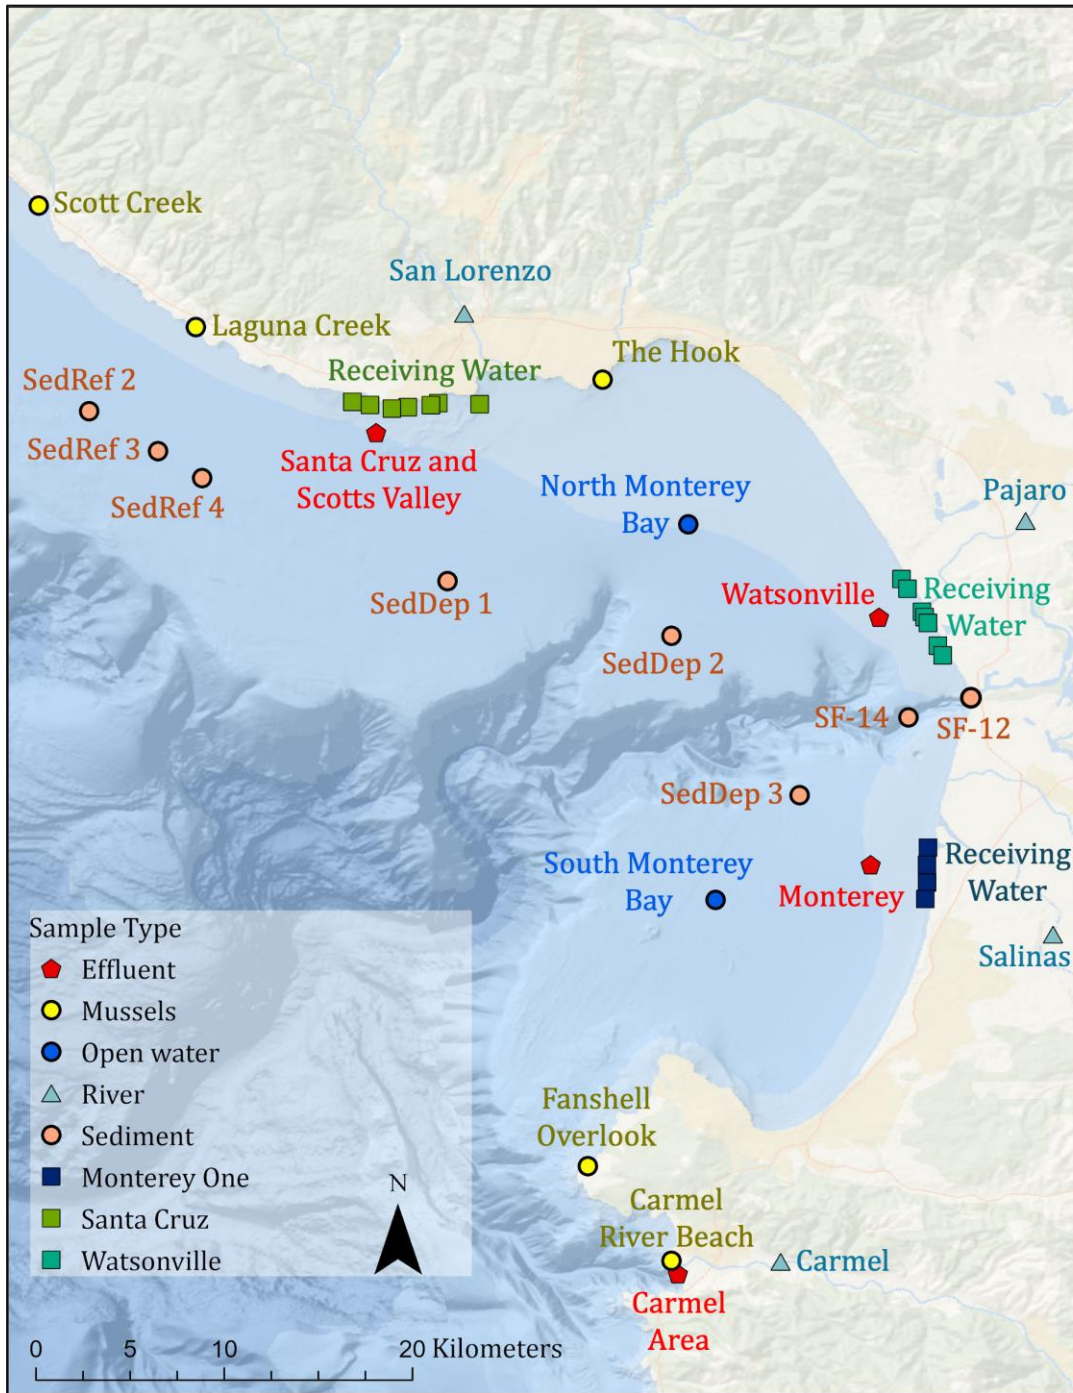 Scott Creek
San Lorenzo
Laguna Creek
The Hook
Receiving Water
SedRef 2
SedRef 3
SedRef 4
Santa Cruz and
Scotts Valley
North Monterey
Bay
Pajaro
SedDep 1
Watsonville
Receiving
Water
SedDep 2
SF-14
SF-12
SedDep 3
South Monterey
Bay
Monterey
Receiving
Water
Salinas
Sample Type
Effluent
Mussels
Open water
River
Sediment
Monterey One
Santa Cruz
Watsonville
N
Fanshell
Overlook
Carmel
River Beach
Carmel
Carmel
Area
0 5 10 20 Kilometers